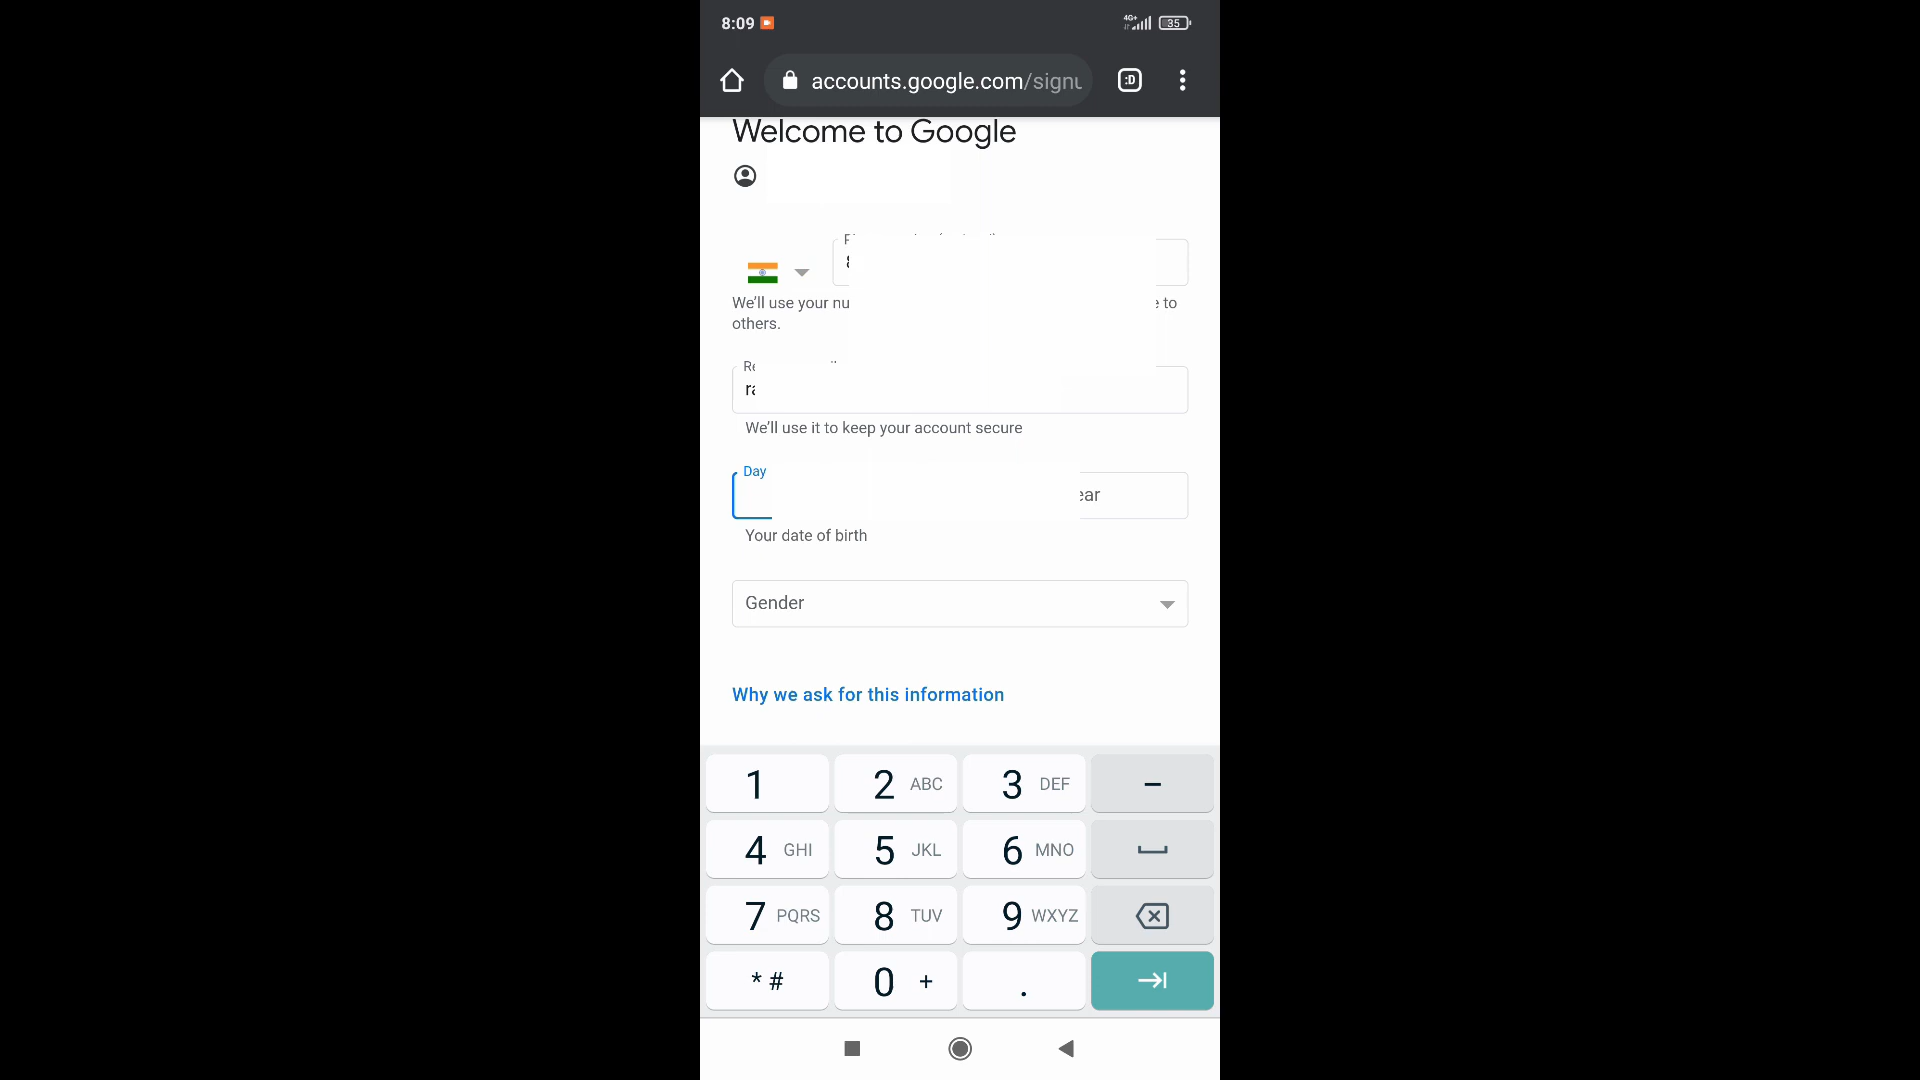 8:09 4G+ 35
accounts.google.com/signu :D
Welcome to Google
We'll use your nu
to
others.
We'll use it to keep your account secure
Day
Your date of birth
Gender
Why we ask for this information
1 2 ABC 3 DEF –
4 GHI 5 JKL 6 MNO
7 PQRS 8 TUV 9 WXYZ
* # 0 + .